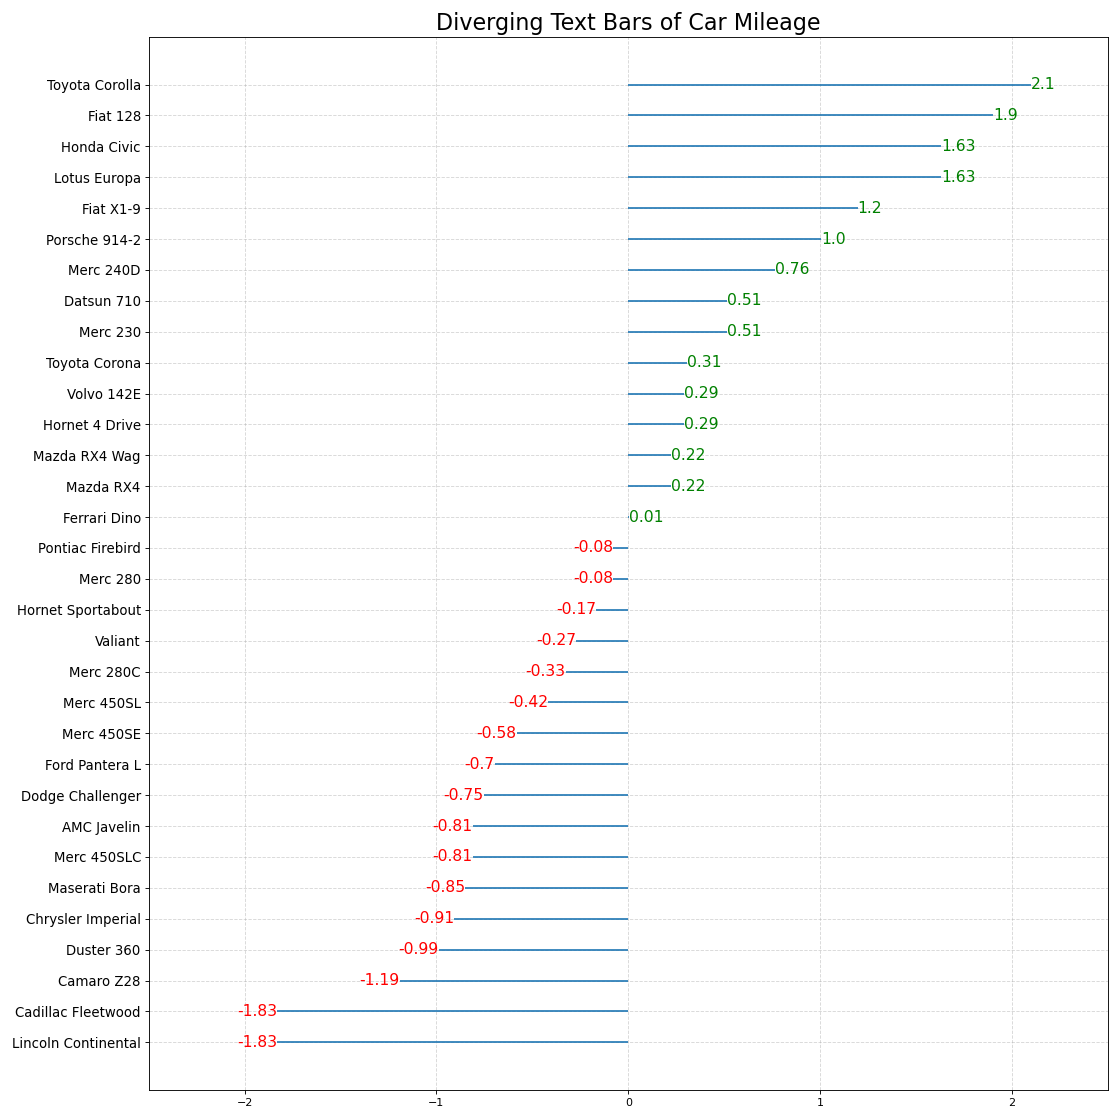 Diverging Text Bars of Car Mileage
Toyota Corolla 2.1
Fiat 128 1.9
Honda Civic 1.63
Lotus Europa 1.63
Fiat X1-9 1.2
Porsche 914-2 1.0
Merc 240D 0.76
Datsun 710 0.51
Merc 230 0.51
Toyota Corona 0.31
Volvo 142E 0.29
Hornet 4 Drive 0.29
Mazda RX4 Wag 0.22
Mazda RX4 0.22
Ferrari Dino 0.01
Pontiac Firebird -0.08
Merc 280 -0.08
Hornet Sportabout -0.17
Valiant -0.27
Merc 280C -0.33
Merc 450SL -0.42
Merc 450SE -0.58
Ford Pantera L -0.7
Dodge Challenger -0.75
AMC Javelin -0.81
Merc 450SLC -0.81
Maserati Bora -0.85
Chrysler Imperial -0.91
Duster 360 -0.99
Camaro Z28 -1.19
Cadillac Fleetwood -1.83
Lincoln Continental -1.83
−2 −1 0 1 2